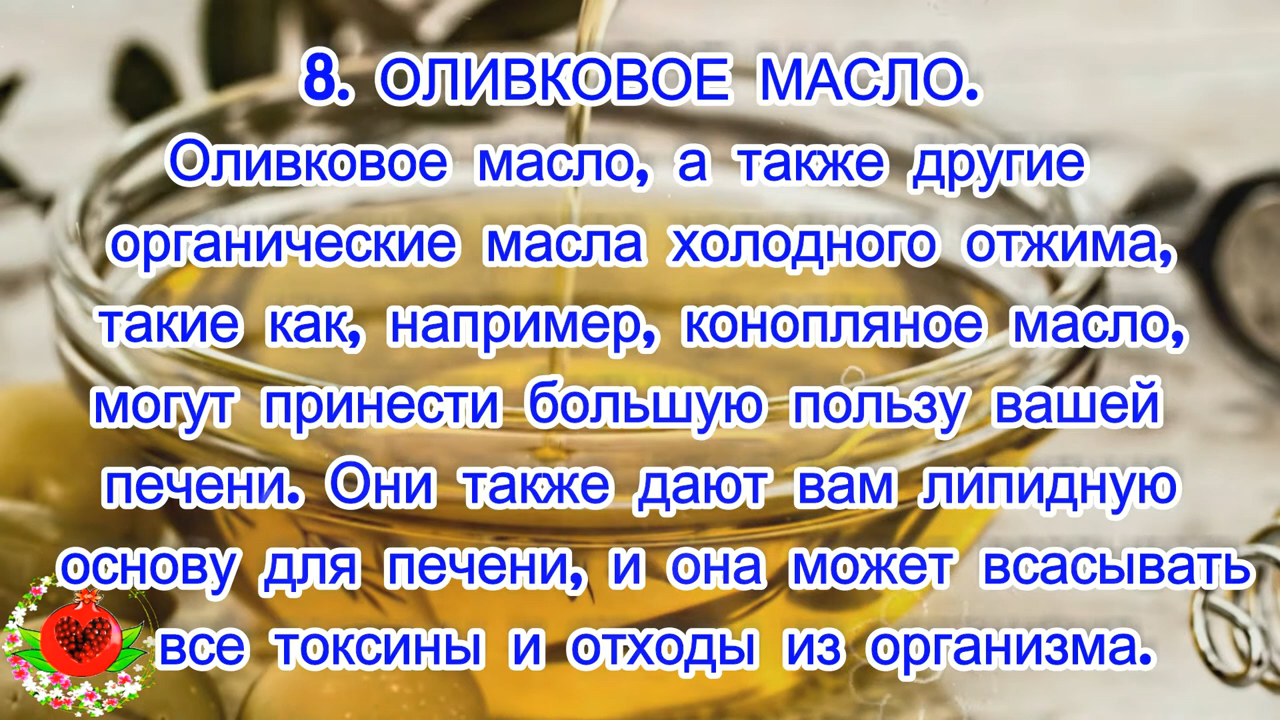 8. ОЛИВКОВОЕ МАСЛО.
Оливковое масло, а также другие
органические масла холодного отжима,
такие как, например, конопляное масло,
могут принести большую пользу вашей
печени. Они также дают вам липидную
основу для печени, и она может всасывать
все токсины и отходы из организма.